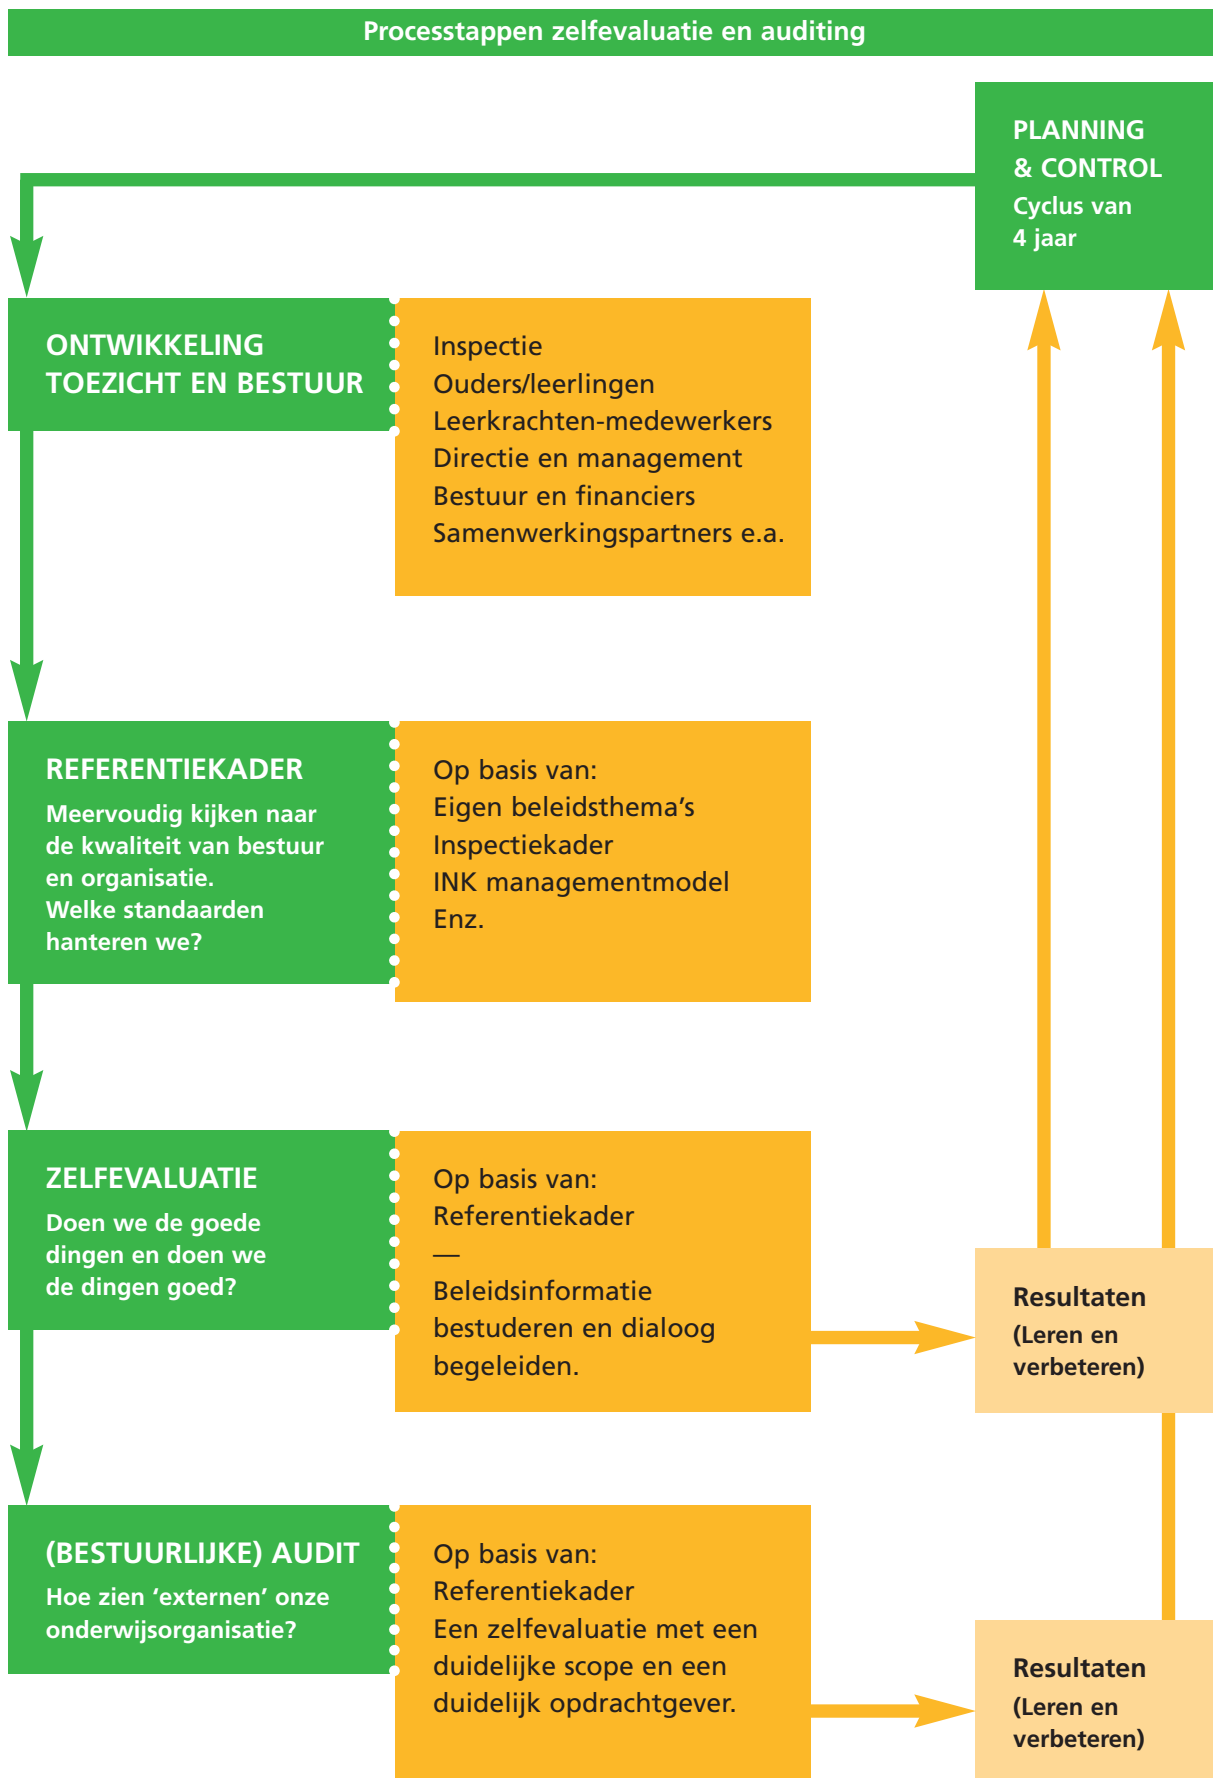 Processtappen zelfevaluatie en auditing
PLANNING
& CONTROL
Cyclus van
4 jaar
ONTWIKKELING
TOEZICHT EN BESTUUR
Inspectie
Ouders/leerlingen
Leerkrachten-medewerkers
Directie en management
Bestuur en financiers
Samenwerkingspartners e.a.
REFERENTIEKADER
Meervoudig kijken naar
de kwaliteit van bestuur
en organisatie.
Welke standaarden
hanteren we?
Op basis van:
Eigen beleidsthema’s
Inspectiekader
INK managementmodel
Enz.
ZELFEVALUATIE
Doen we de goede
dingen en doen we
de dingen goed?
Op basis van:
Referentiekader
—
Beleidsinformatie
bestuderen en dialoog
begeleiden.
Resultaten
(Leren en
verbeteren)
(BESTUURLIJKE) AUDIT
Hoe zien ‘externen’ onze
onderwijsorganisatie?
Op basis van:
Referentiekader
Een zelfevaluatie met een
duidelijke scope en een
duidelijk opdrachtgever.
Resultaten
(Leren en
verbeteren)